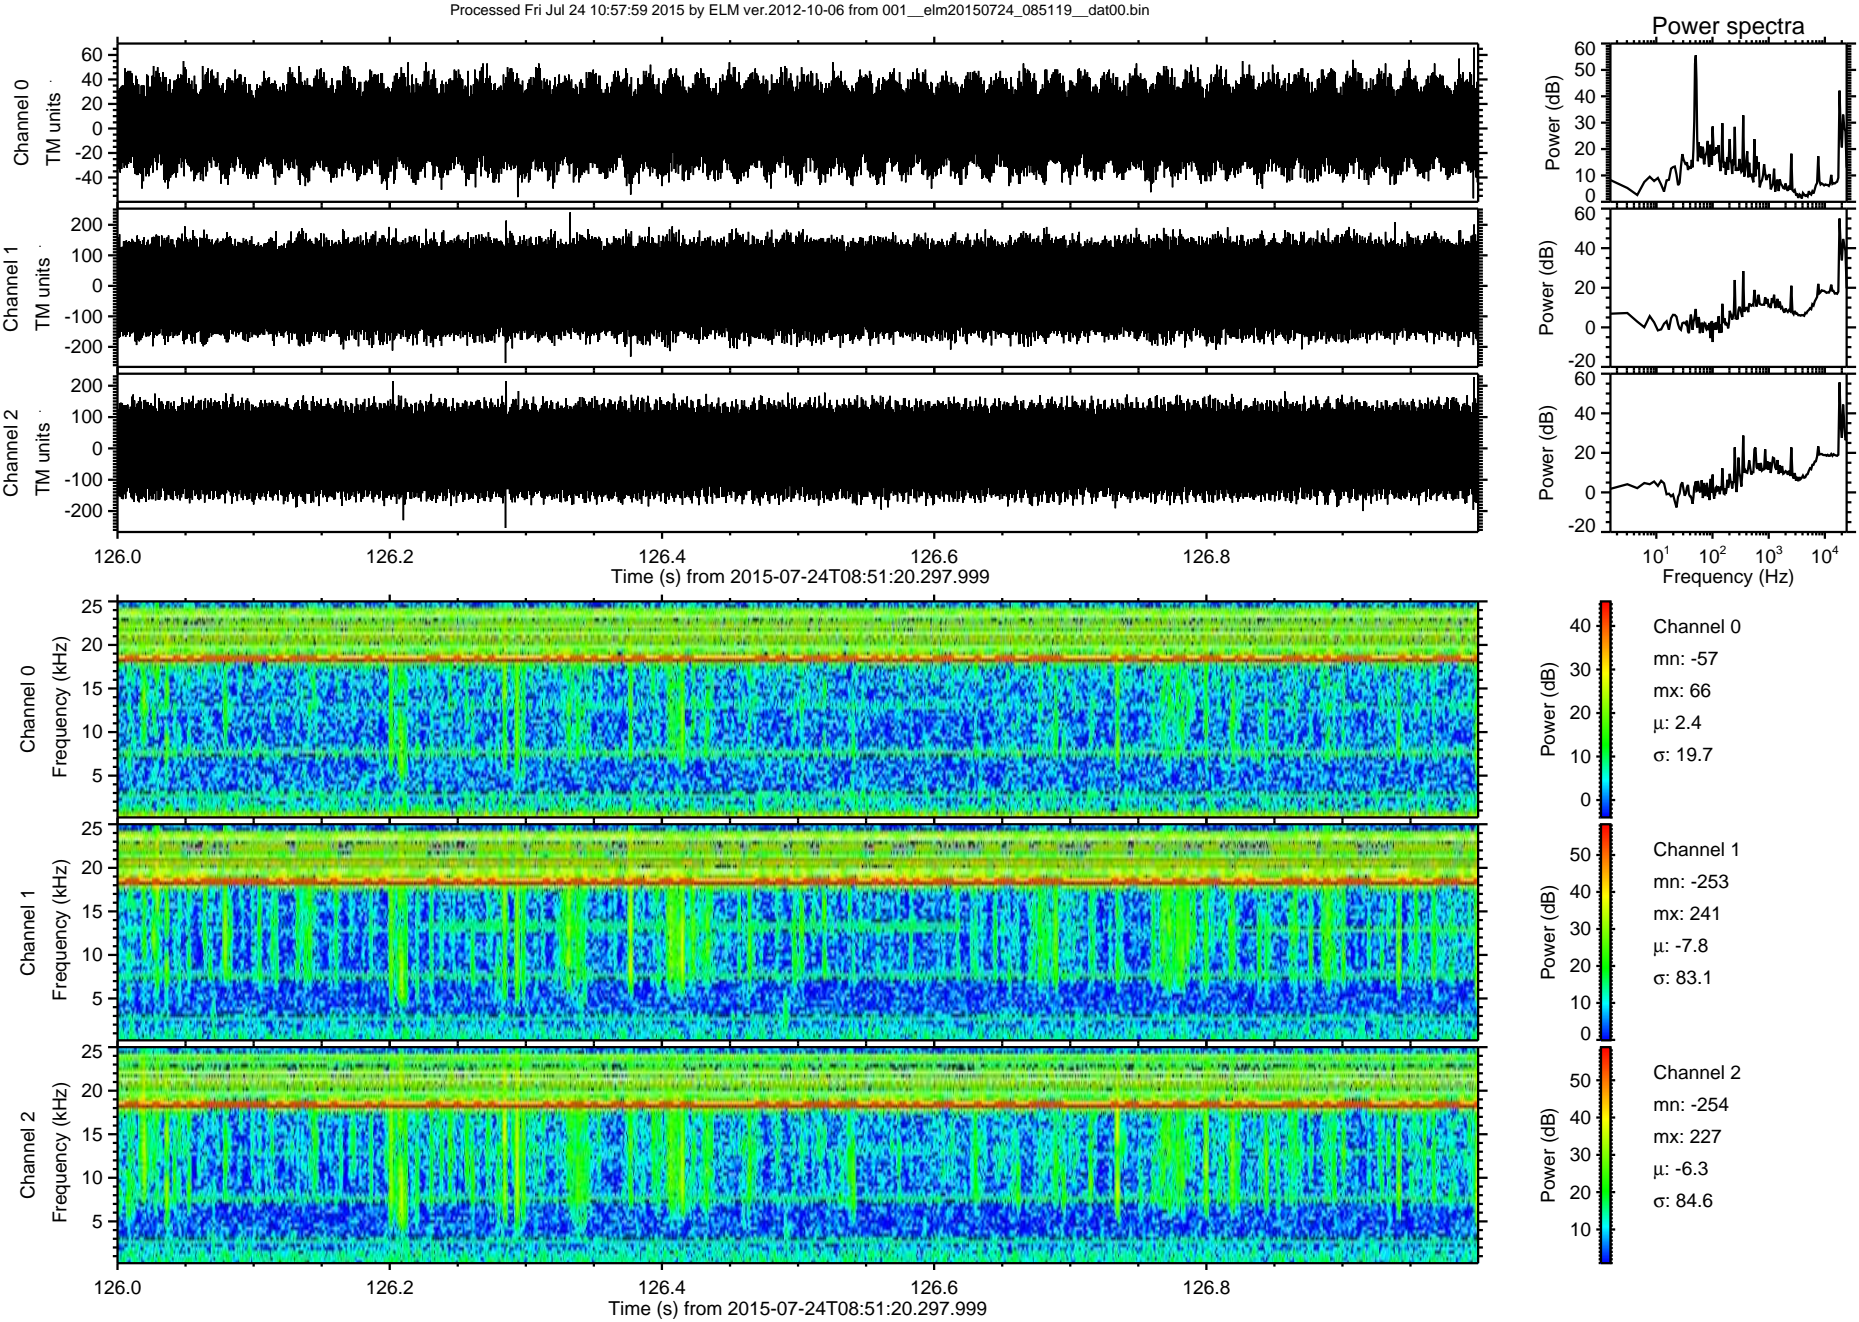 Processed Fri Jul 24 10:57:59 2015 by ELM ver.2012-10-06 from 001__elm20150724_085119__dat00.bin
Power spectra
Channel 0
TM units
60
40
20
0
-20
-40
Power (dB)
60
50
40
30
20
10
0
Channel 1
TM units
200
100
0
-100
-200
Power (dB)
60
40
20
0
-20
Channel 2
TM units
200
100
0
-100
-200
Power (dB)
60
40
20
0
-20
126.0 126.2 126.4 126.6 126.8
Time (s) from 2015-07-24T08:51:20.297.999
10¹ 10² 10³ 10⁴
Frequency (Hz)
Channel 0
Frequency (kHz)
25
20
15
10
5
Power (dB)
40
30
20
10
0
Channel 0
mn: -57
mx: 66
μ: 2.4
σ: 19.7
Channel 1
Frequency (kHz)
25
20
15
10
5
Power (dB)
50
40
30
20
10
0
Channel 1
mn: -253
mx: 241
μ: -7.8
σ: 83.1
Channel 2
Frequency (kHz)
25
20
15
10
5
Power (dB)
50
40
30
20
10
Channel 2
mn: -254
mx: 227
μ: -6.3
σ: 84.6
126.0 126.2 126.4 126.6 126.8
Time (s) from 2015-07-24T08:51:20.297.999